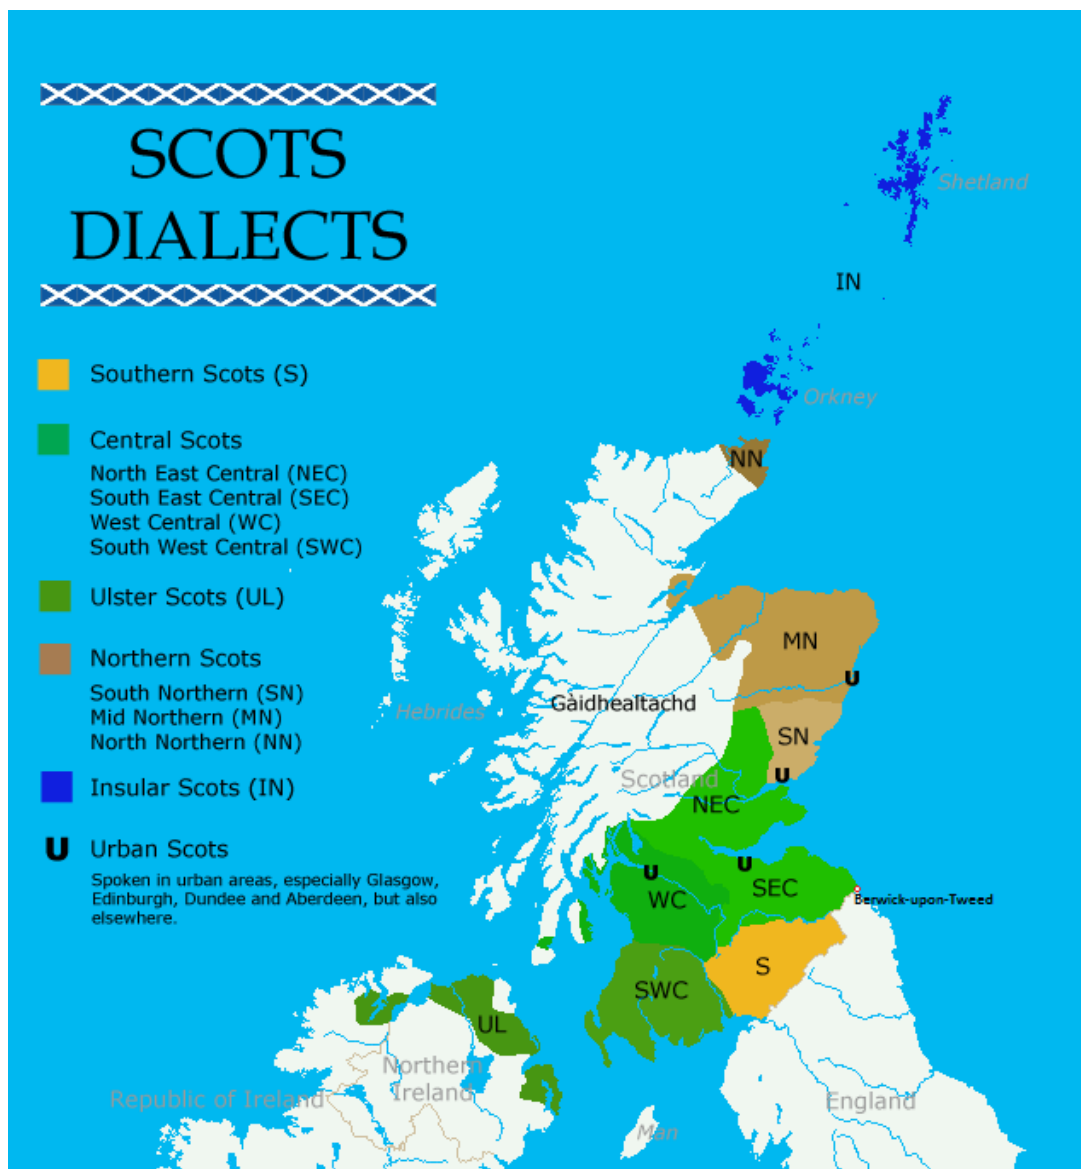 SCOTS
DIALECTS
Southern Scots (S)
Central Scots
North East Central (NEC)
South East Central (SEC)
West Central (WC)
South West Central (SWC)
Ulster Scots (UL)
Northern Scots
South Northern (SN)
Mid Northern (MN)
North Northern (NN)
Insular Scots (IN)
U Urban Scots
Spoken in urban areas, especially Glasgow,
Edinburgh, Dundee and Aberdeen, but also
elsewhere.
Shetland
IN
Orkney
NN
MN
U
Gàidhealtachd
Hebrides
SN
U
Scotland
NEC
U
U
SEC
WC
Berwick-upon-Tweed
S
SWC
UL
Northern
Ireland
Republic of Ireland
England
Man